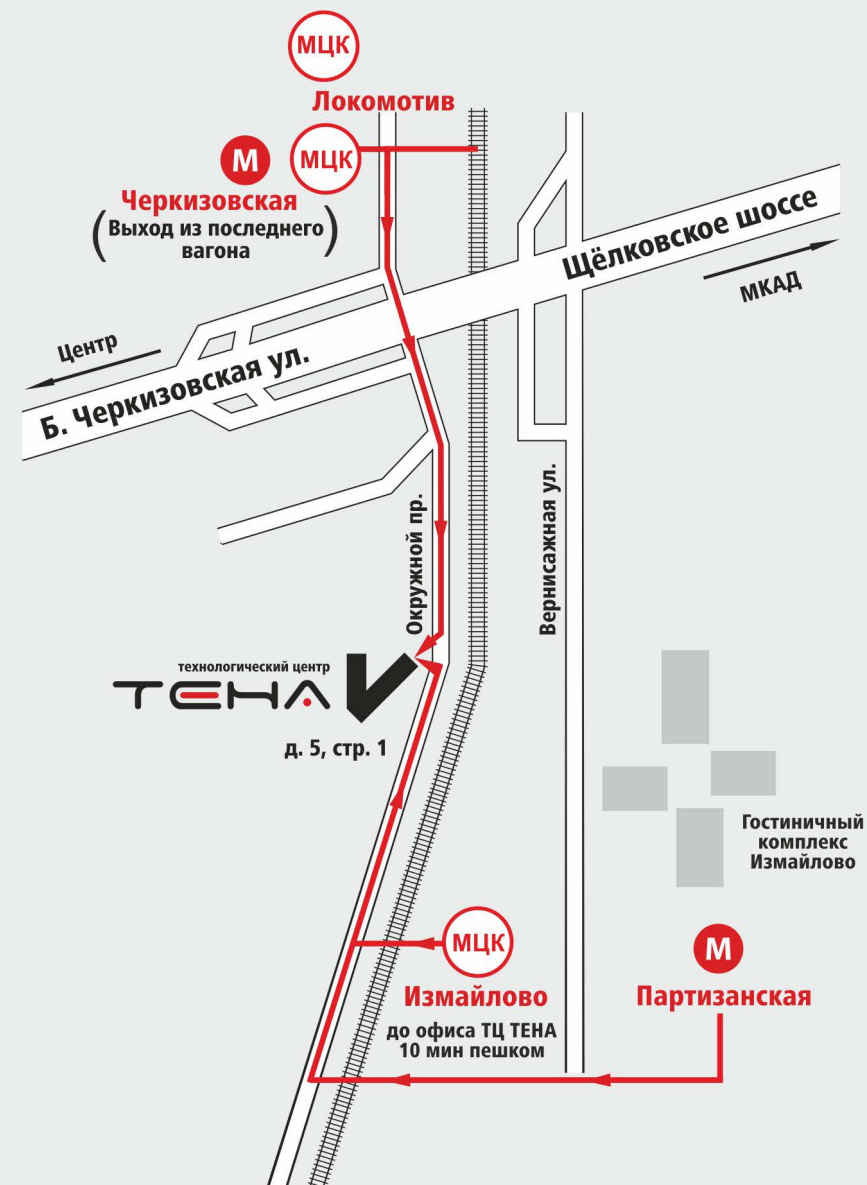 МЦК
Локомотив
М
МЦК
Черкизовская
(Выход из последнего
вагона)
Щёлковское шоссе
МКАД
Центр
Б. Черкизовская ул.
Окружной пр.
Вернисажная ул.
технологический центр
ТЕНА
д. 5, стр. 1
Гостиничный
комплекс
Измайлово
МЦК
Измайлово
до офиса ТЦ ТЕНА
10 мин пешком
М
Партизанская